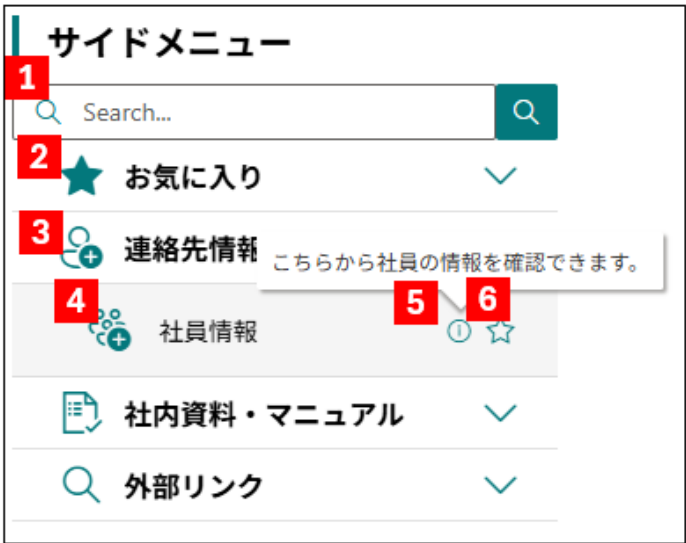 サイドメニュー
1
Search...
2
お気に入り
3
連絡先情報
こちらから社員の情報を確認できます。
4
社員情報
5
6
社内資料・マニュアル
外部リンク